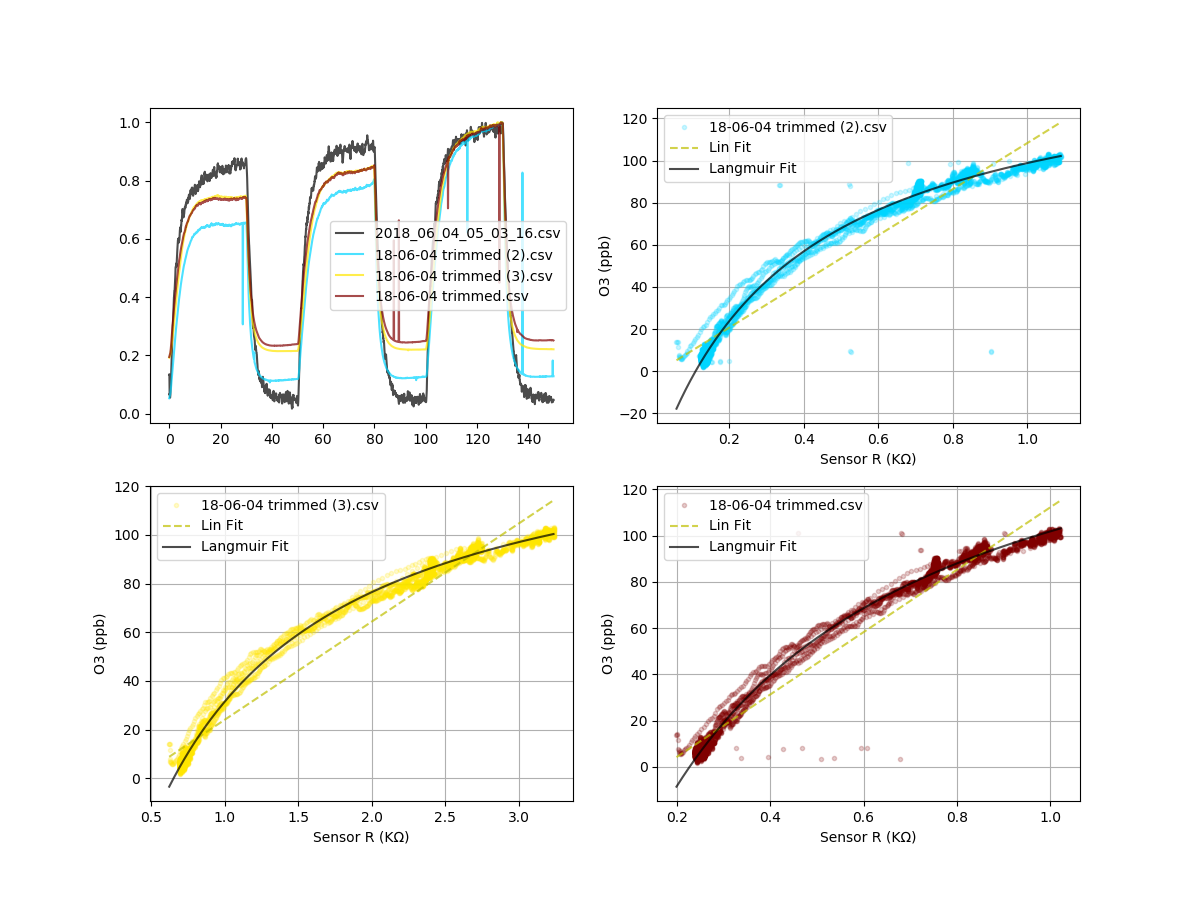 1.0
0.8
0.6
0.4
0.2
0.0
0 20 40 60 80 100 120 140
2018_06_04_05_03_16.csv
18-06-04 trimmed (2).csv
18-06-04 trimmed (3).csv
18-06-04 trimmed.csv
120
100
80
60
40
20
0
−20
O3 (ppb)
18-06-04 trimmed (2).csv
Lin Fit
Langmuir Fit
0.2 0.4 0.6 0.8 1.0
Sensor R (KΩ)
120
100
80
60
40
20
0
O3 (ppb)
18-06-04 trimmed (3).csv
Lin Fit
Langmuir Fit
0.5 1.0 1.5 2.0 2.5 3.0
Sensor R (KΩ)
120
100
80
60
40
20
0
O3 (ppb)
18-06-04 trimmed.csv
Lin Fit
Langmuir Fit
0.2 0.4 0.6 0.8 1.0
Sensor R (KΩ)